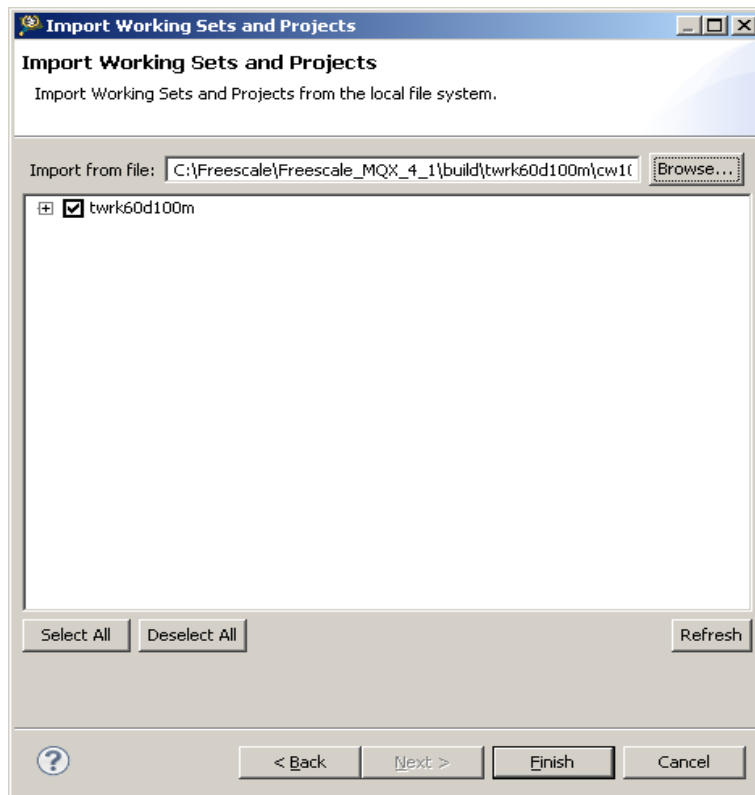 Import Working Sets and Projects
Import Working Sets and Projects
Import Working Sets and Projects from the local file system.
Import from file: C:\Freescale\Freescale_MQX_4_1\build\twrk60d100m\cw10 Browse...
twrk60d100m
Select All Deselect All Refresh
? < Back Next > Finish Cancel